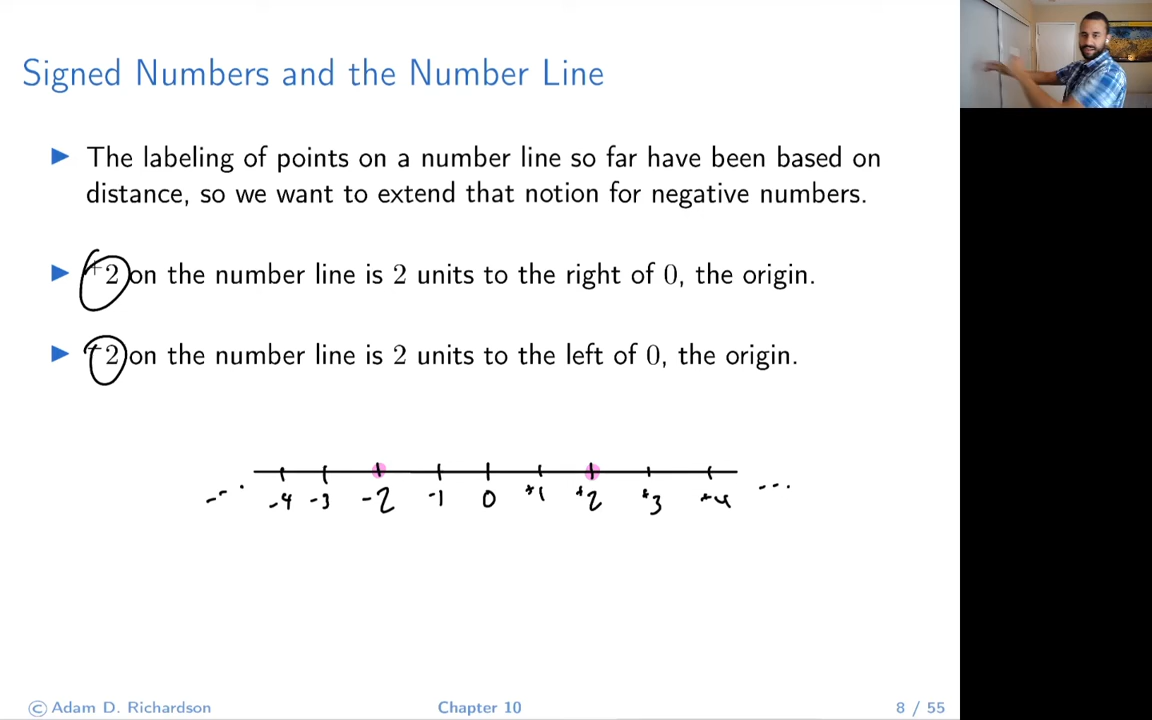 Signed Numbers and the Number Line
▶ The labeling of points on a number line so far have been based on
distance, so we want to extend that notion for negative numbers.
▶ +2 on the number line is 2 units to the right of 0, the origin.
▶ -2 on the number line is 2 units to the left of 0, the origin.
... -4 -3 -2 -1 0 +1 +2 +3 +4 ...
© Adam D. Richardson Chapter 10 8 / 55